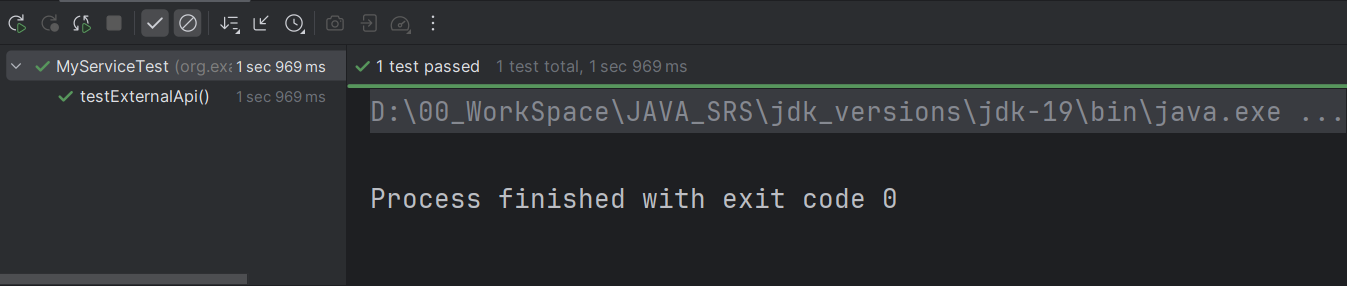 MyServiceTest (org.exa 1 sec 969 ms
testExternalApi() 1 sec 969 ms
1 test passed 1 test total, 1 sec 969 ms
D:\00_WorkSpace\JAVA_SRS\jdk_versions\jdk-19\bin\java.exe ...
Process finished with exit code 0